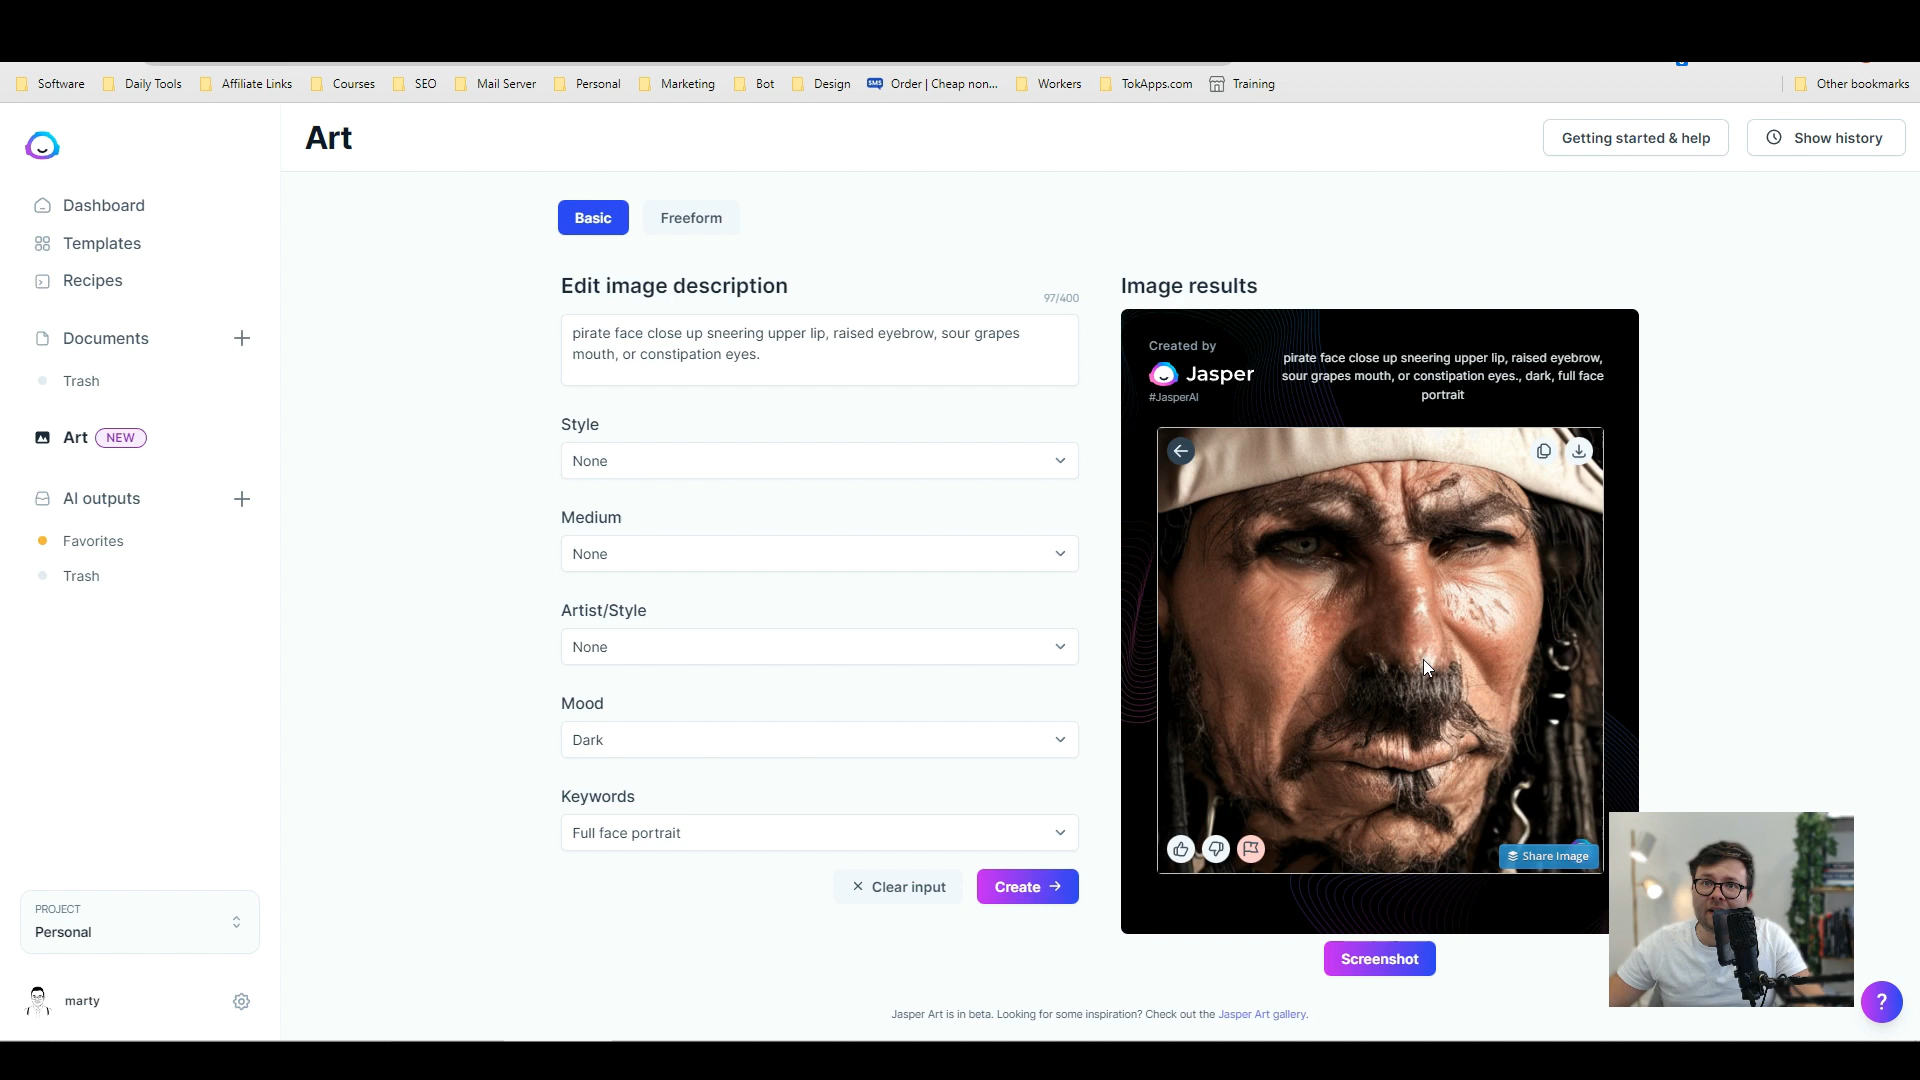 Software Daily Tools Affiliate Links Courses SEO Mail Server Personal Marketing Bot Design SMS Order | Cheap non... Workers TokApps.com Training Other bookmarks
Art
Getting started & help
Show history
Dashboard
Templates
Recipes
Documents
Trash
Art NEW
AI outputs
Favorites
Trash
PROJECT
Personal
marty
Basic
Freeform
Edit image description
97/400
pirate face close up sneering upper lip, raised eyebrow, sour grapes
mouth, or constipation eyes.
Style
None
Medium
None
Artist/Style
None
Mood
Dark
Keywords
Full face portrait
Clear input
Create
Image results
Created by
Jasper
#JasperAI
pirate face close up sneering upper lip, raised eyebrow,
sour grapes mouth, or constipation eyes., dark, full face
portrait
Share Image
Screenshot
Jasper Art is in beta. Looking for some inspiration? Check out the Jasper Art gallery.
?